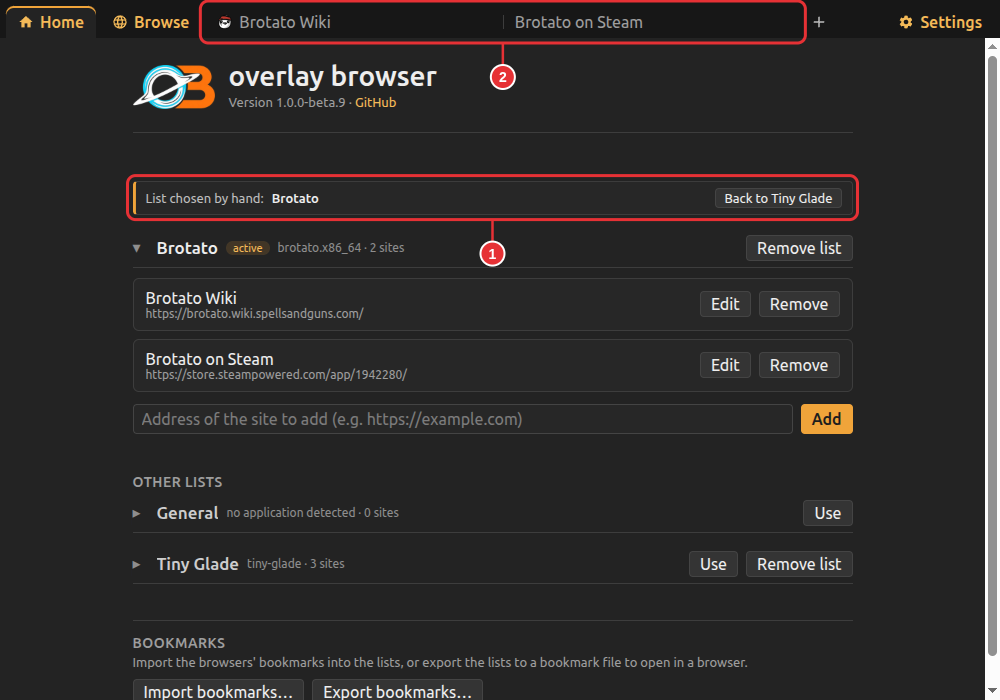 Home Browse Brotato Wiki Brotato on Steam + Settings
overlay browser
Version 1.0.0-beta.9 · GitHub
2
List chosen by hand: Brotato Back to Tiny Glade
1
▼ Brotato active brotato.x86_64 · 2 sites Remove list
Brotato Wiki
https://brotato.wiki.spellsandguns.com/
Edit Remove
Brotato on Steam
https://store.steampowered.com/app/1942280/
Edit Remove
Address of the site to add (e.g. https://example.com) Add
OTHER LISTS
▶ General no application detected · 0 sites Use
▶ Tiny Glade tiny-glade · 3 sites Use Remove list
BOOKMARKS
Import the browsers' bookmarks into the lists, or export the lists to a bookmark file to open in a browser.
Import bookmarks... Export bookmarks...